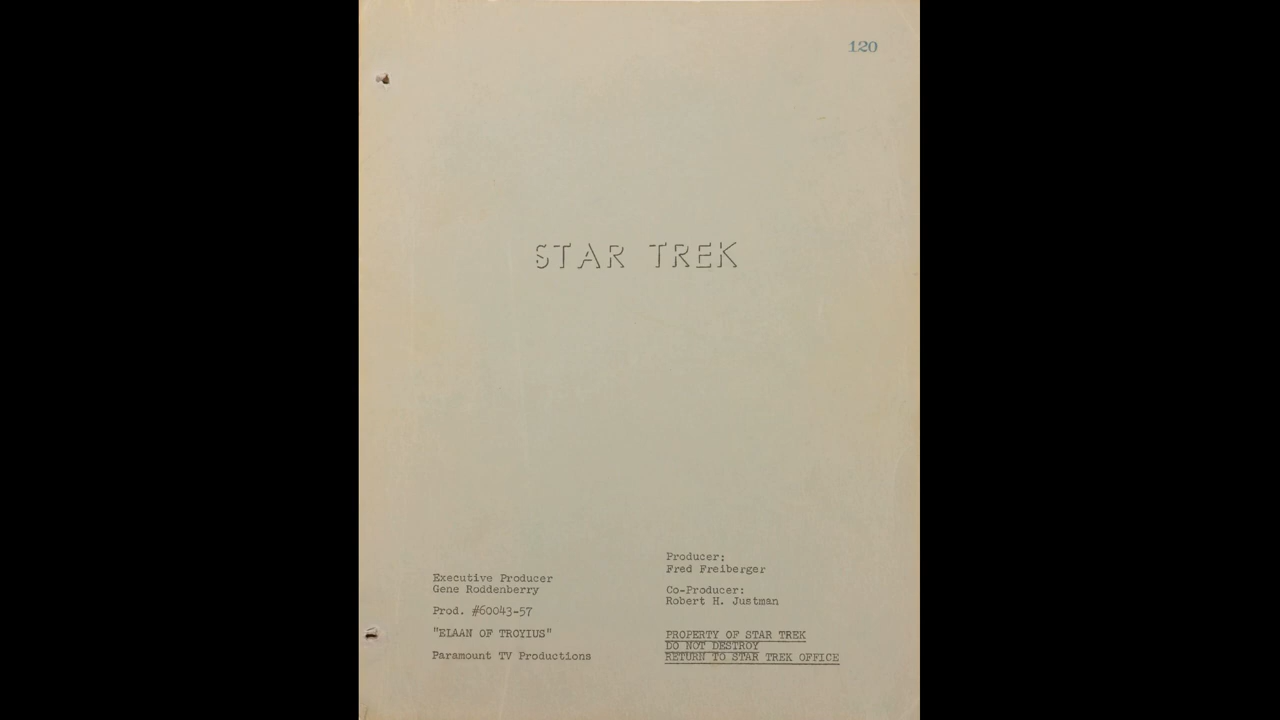 120
STAR TREK
Executive Producer
Gene Roddenberry
Prod. #60043-57
"ELAAN OF TROYIUS"
Paramount TV Productions
Producer:
Fred Freiberger
Co-Producer:
Robert H. Justman
PROPERTY OF STAR TREK
DO NOT DESTROY
RETURN TO STAR TREK OFFICE